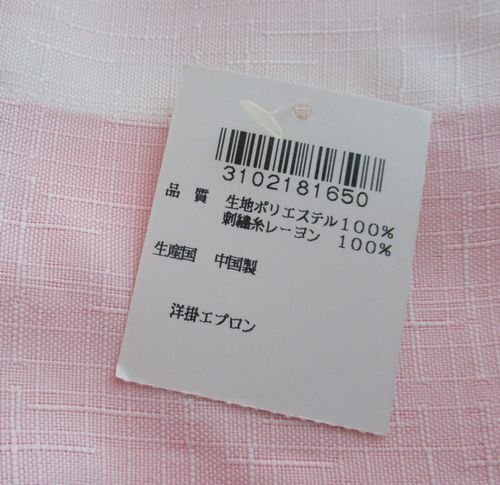 3102181650
品質 生地ポリエステル100%
刺繍糸レーヨン 100%
生産国 中国製
洋掛エプロン